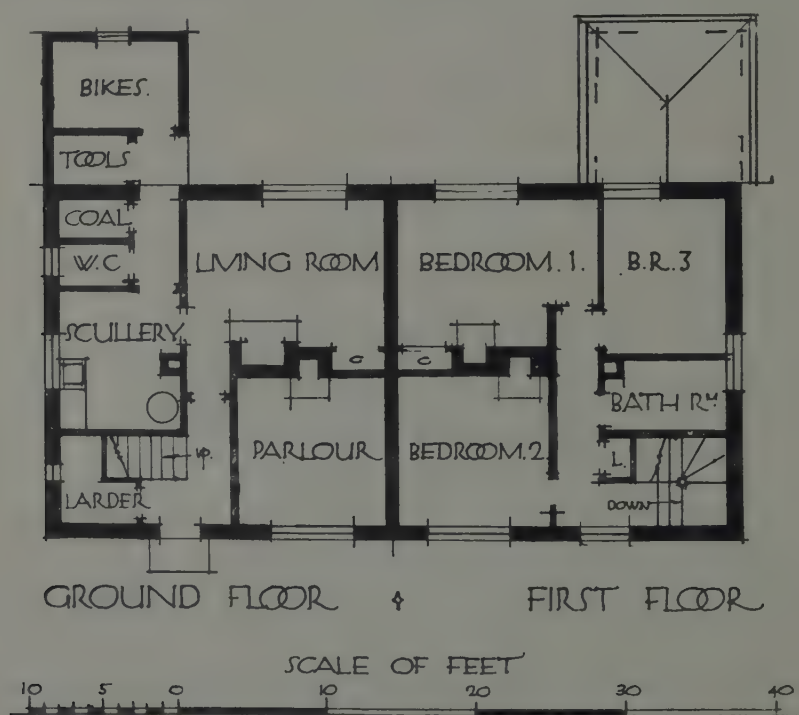 BIKES.
TOOLS
COAL
W.C
LIVING ROOM
BEDROOM.1.
B.R.3
SCULLERY
C
C
BATH RM
UP.
PARLOUR
BEDROOM.2.
L.
LARDER
DOWN
GROUND FLOOR
FIRST FLOOR
SCALE OF FEET
10 5 0 10 20 30 40